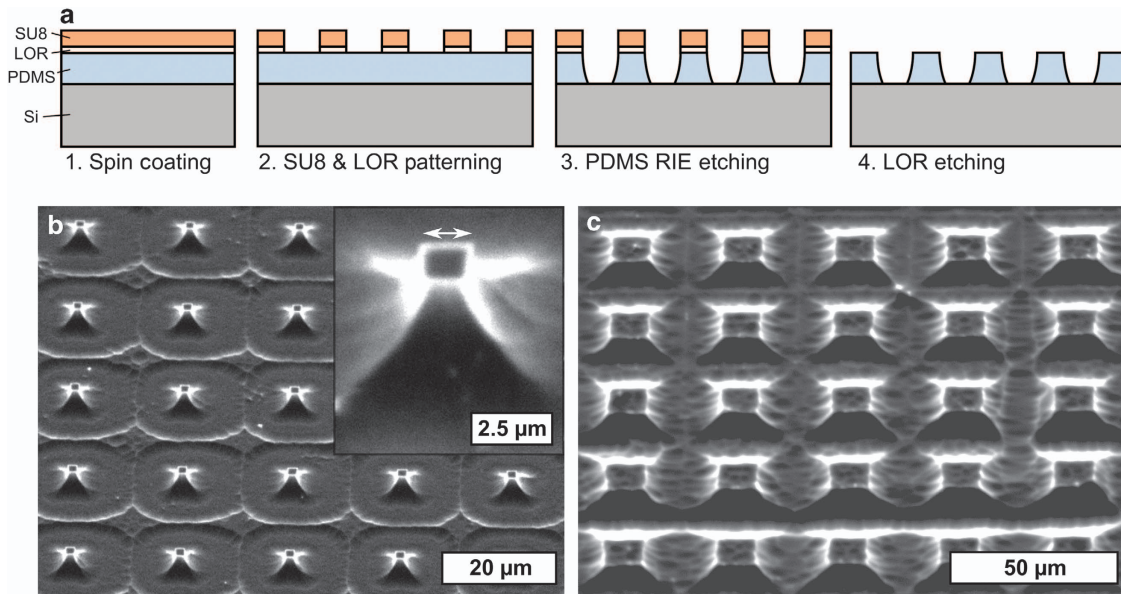 a
SU8
LOR
PDMS
Si
1. Spin coating
2. SU8 & LOR patterning
3. PDMS RIE etching
4. LOR etching
b
2.5 µm
20 µm
c
50 µm